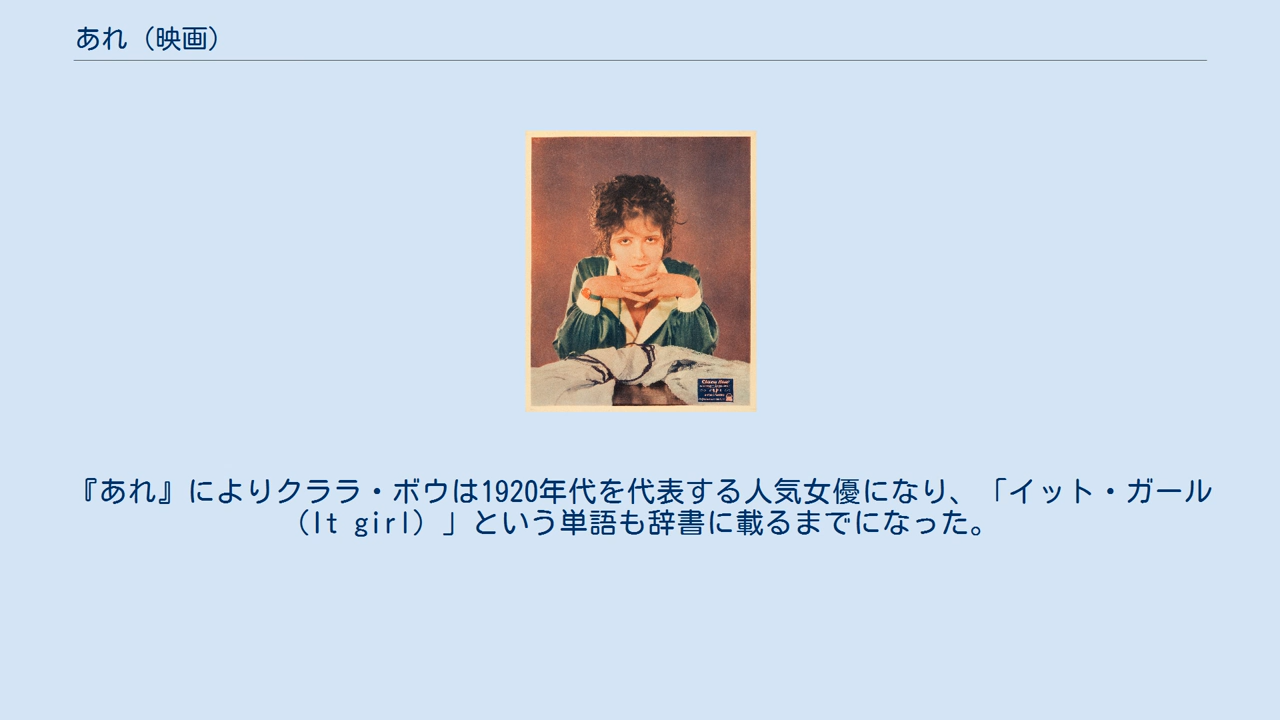 あれ（映画）
Clara Bow
『あれ』によりクララ・ボウは1920年代を代表する人気女優になり、「イット・ガール
（It girl）」という単語も辞書に載るまでになった。